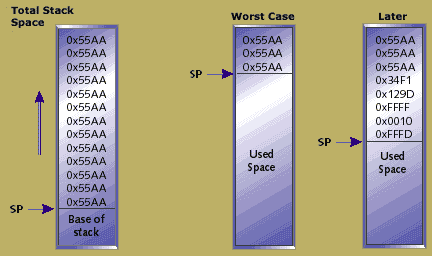 Total Stack
Space
0x55AA
0x55AA
0x55AA
0x55AA
0x55AA
0x55AA
0x55AA
0x55AA
0x55AA
0x55AA
0x55AA
0x55AA
0x55AA
SP
Base of
stack
Worst Case
0x55AA
0x55AA
0x55AA
SP
Used
Space
Later
0x55AA
0x55AA
0x55AA
0x34F1
0x129D
0xFFFF
0x0010
0xFFFD
SP
Used
Space